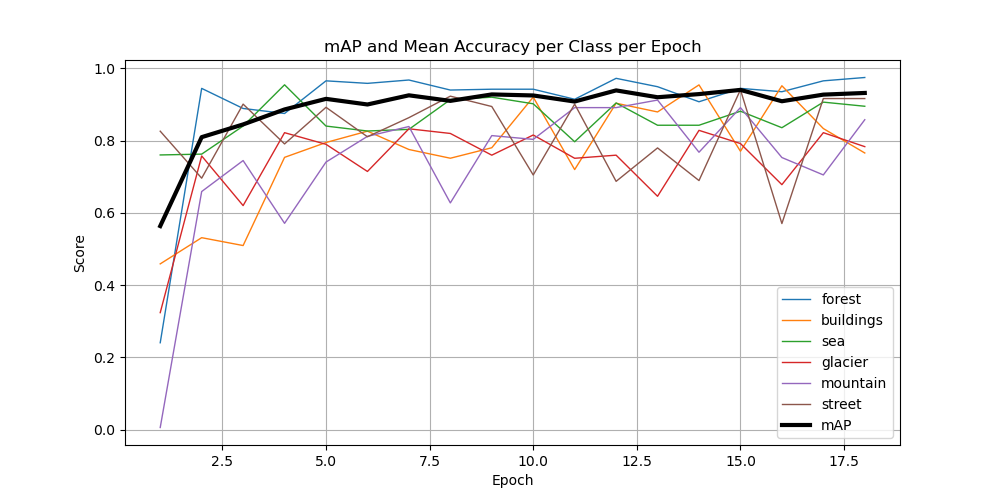 mAP and Mean Accuracy per Class per Epoch
1.0
0.8
0.6
0.4
0.2
0.0
Score
2.5 5.0 7.5 10.0 12.5 15.0 17.5
Epoch
forest
buildings
sea
glacier
mountain
street
mAP